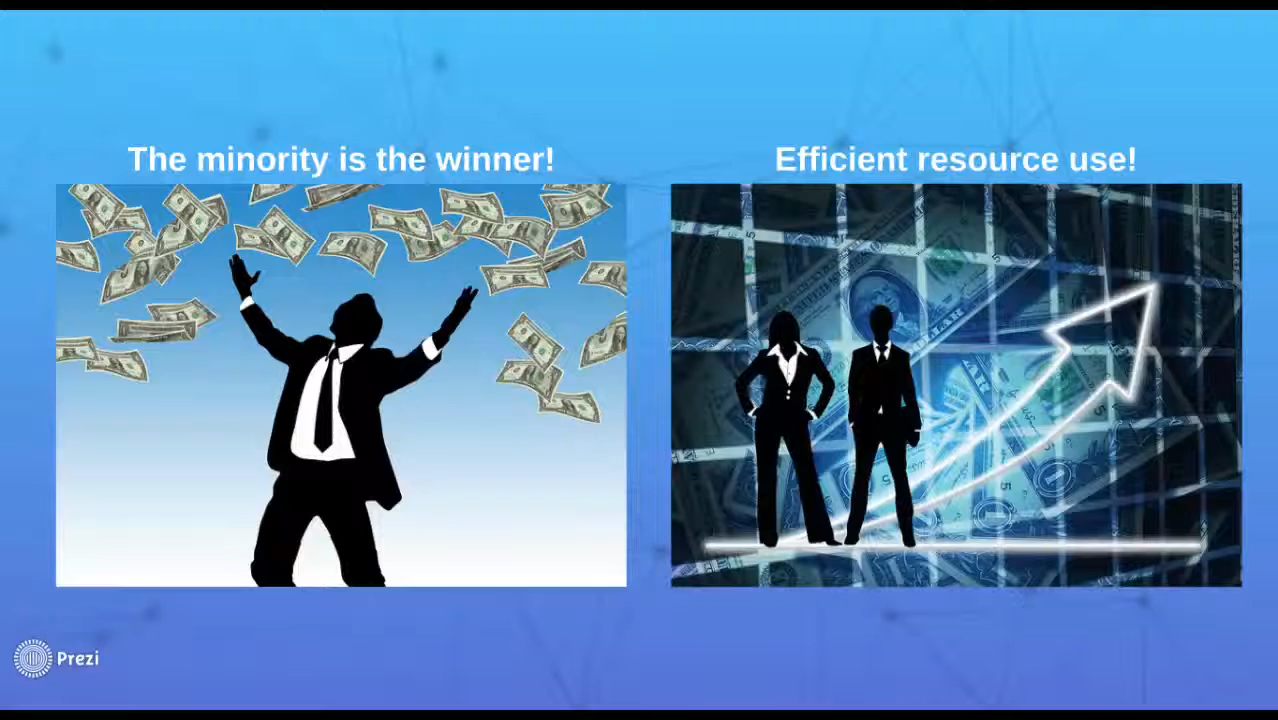 The minority is the winner!
Efficient resource use!
Prezi